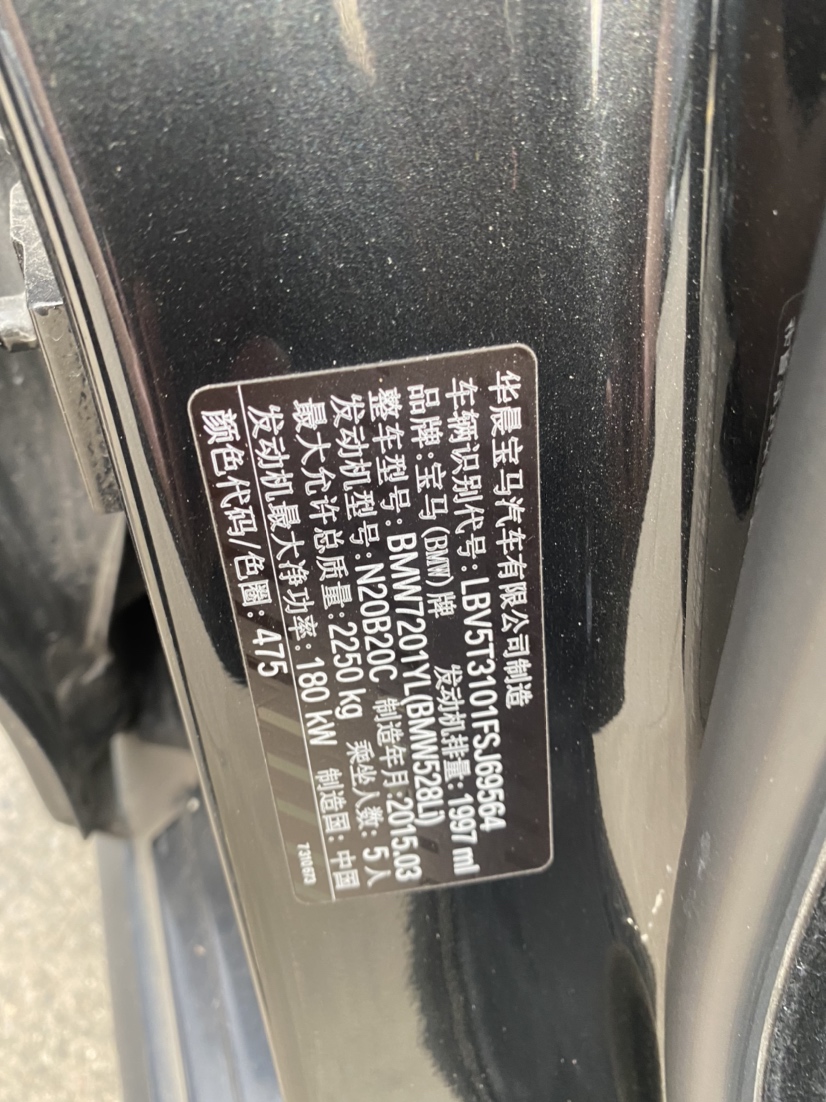 华晨宝马汽车有限公司制造
车辆识别代号:LBV5T3101FSJ69564
品牌:宝马(BMW)牌 发动机排量:1997 ml
整车型号:BMW7201YL(BMW528Li)
发动机型号:N20B20C 制造年月:2015.03
最大允许总质量:2250 kg 乘坐人数:5人
发动机最大净功率:180 kW 制造国:中国
颜色代码/色圈:475